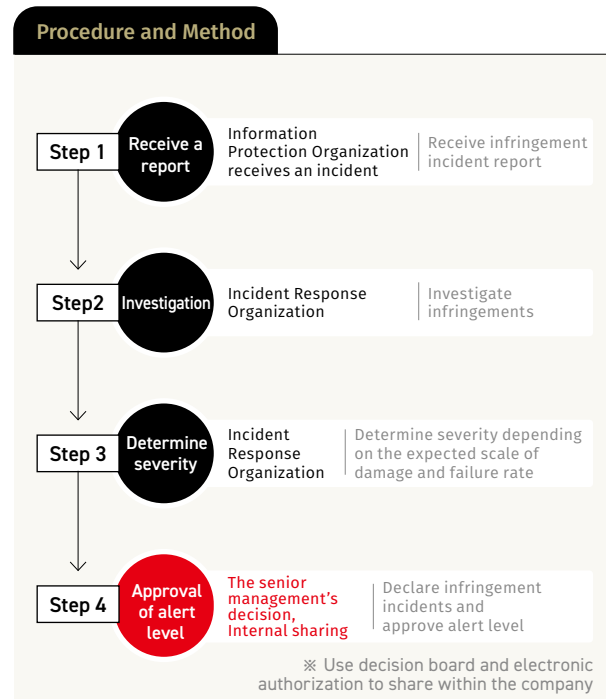 Procedure and Method
Step 1
Receive a
report
Information
Protection Organization
receives an incident
Receive infringement
incident report
Step2
Investigation
Incident Response
Organization
Investigate
infringements
Step 3
Determine
severity
Incident
Response
Organization
Determine severity depending
on the expected scale of
damage and failure rate
Step 4
Approval
of alert
level
The senior
management's
decision,
Internal sharing
Declare infringement
incidents and
approve alert level
※ Use decision board and electronic
authorization to share within the company